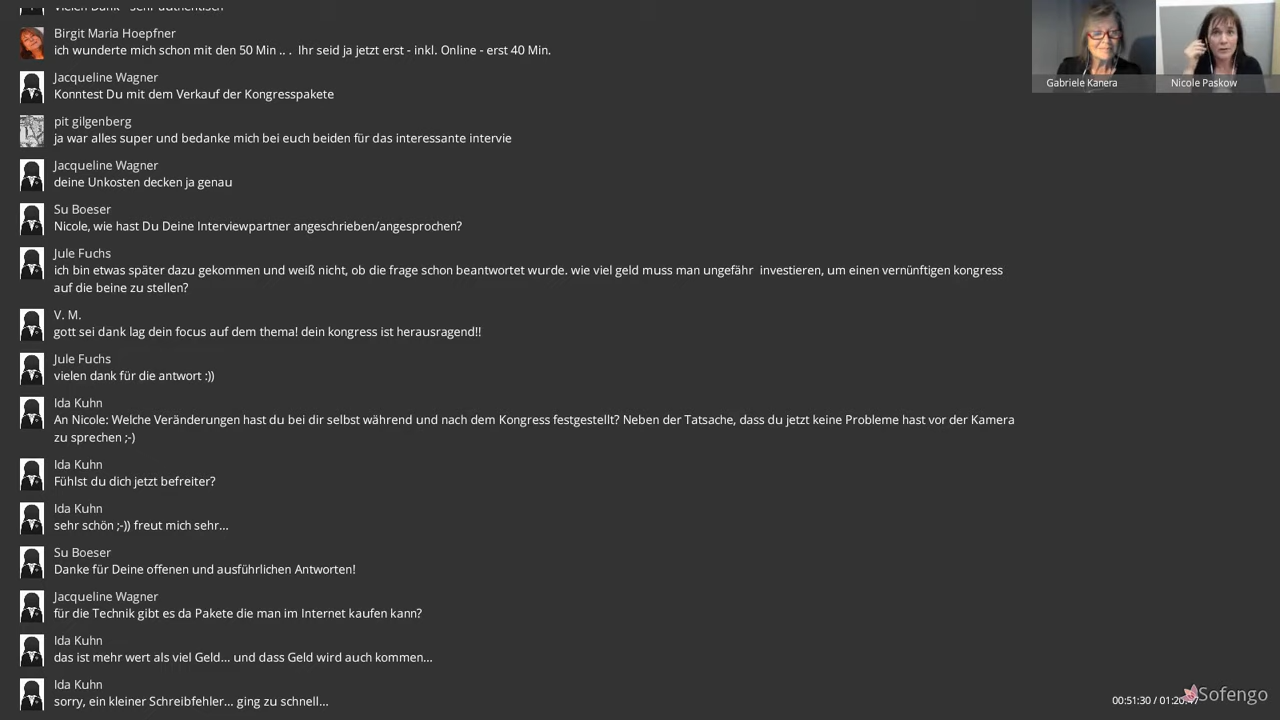 Vielen Dank - sehr authentisch
Birgit Maria Hoepfner
ich wunderte mich schon mit den 50 Min .. .  Ihr seid ja jetzt erst - inkl. Online - erst 40 Min.
Jacqueline Wagner
Konntest Du mit dem Verkauf der Kongresspakete
pit gilgenberg
ja war alles super und bedanke mich bei euch beiden für das interessante intervie
Jacqueline Wagner
deine Unkosten decken ja genau
Su Boeser
Nicole, wie hast Du Deine Interviewpartner angeschrieben/angesprochen?
Jule Fuchs
ich bin etwas später dazu gekommen und weiß nicht, ob die frage schon beantwortet wurde. wie viel geld muss man ungefähr  investieren, um einen vernünftigen kongress
auf die beine zu stellen?
V. M.
gott sei dank lag dein focus auf dem thema! dein kongress ist herausragend!!
Jule Fuchs
vielen dank für die antwort :))
Ida Kuhn
An Nicole: Welche Veränderungen hast du bei dir selbst während und nach dem Kongress festgestellt? Neben der Tatsache, dass du jetzt keine Probleme hast vor der Kamera
zu sprechen ;-)
Ida Kuhn
Fühlst du dich jetzt befreiter?
Ida Kuhn
sehr schön ;-)) freut mich sehr...
Su Boeser
Danke für Deine offenen und ausführlichen Antworten!
Jacqueline Wagner
für die Technik gibt es da Pakete die man im Internet kaufen kann?
Ida Kuhn
das ist mehr wert als viel Geld... und dass Geld wird auch kommen...
Ida Kuhn
sorry, ein kleiner Schreibfehler... ging zu schnell...
Gabriele Kanera
Nicole Paskow
00:51:30 /
Sofengo